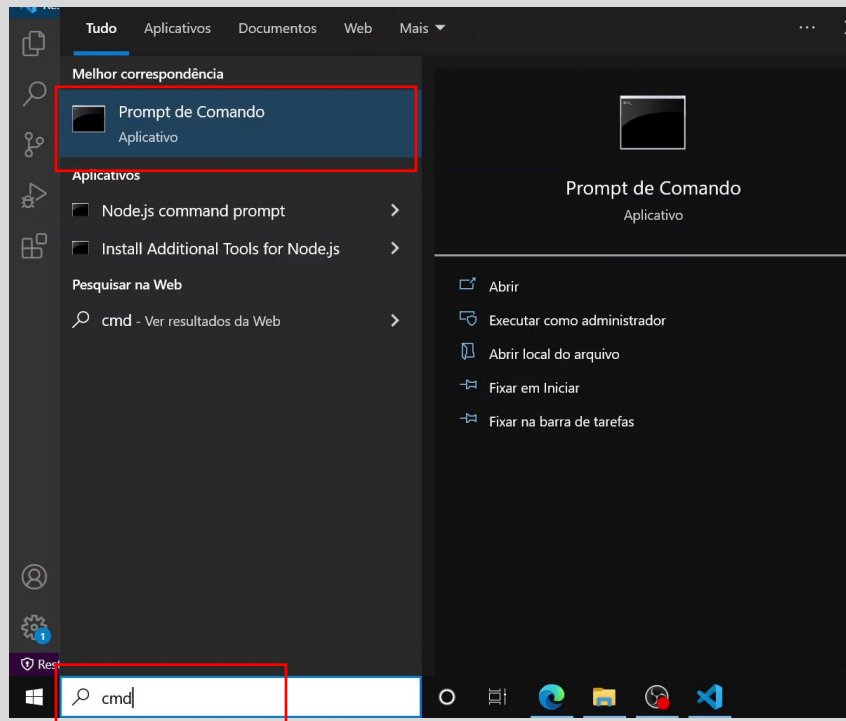 Tudo Aplicativos Documentos Web Mais
Melhor correspondência
Prompt de Comando
Aplicativo
Aplicativos
Node.js command prompt
Install Additional Tools for Node.js
Pesquisar na Web
cmd - Ver resultados da Web
Prompt de Comando
Aplicativo
Abrir
Executar como administrador
Abrir local do arquivo
Fixar em Iniciar
Fixar na barra de tarefas
1
Rest
cmd